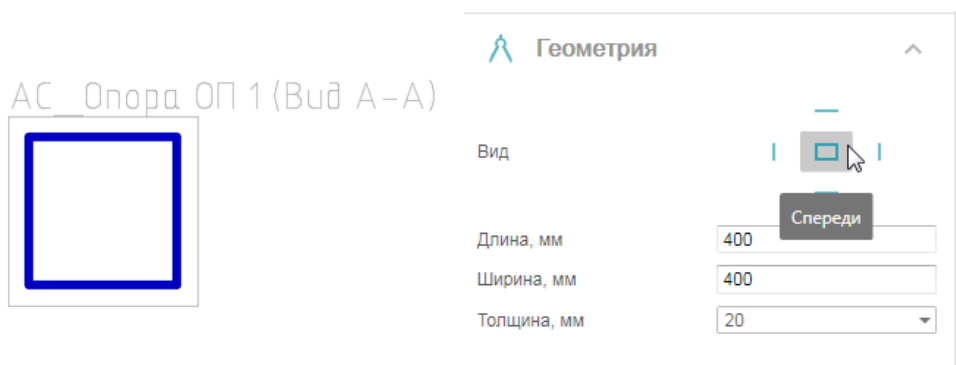 АС_Опора ОП 1 (Вид А-А)
Геометрия
Вид
Спереди
Длина, мм 400
Ширина, мм 400
Толщина, мм 20